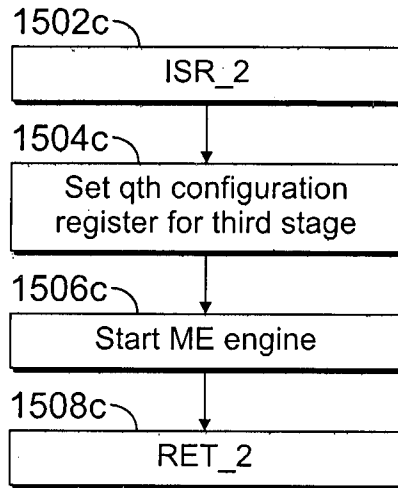 1502c
ISR_2
1504c
Set qth configuration
register for third stage
1506c
Start ME engine
1508c
RET_2